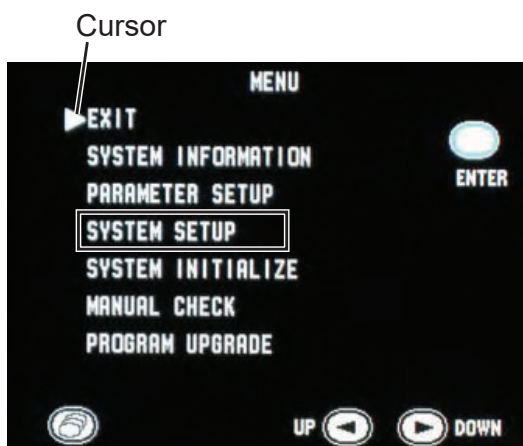 Cursor
MENU
EXIT
SYSTEM INFORMATION
ENTER
PARAMETER SETUP
SYSTEM SETUP
SYSTEM INITIALIZE
MANUAL CHECK
PROGRAM UPGRADE
UP DOWN